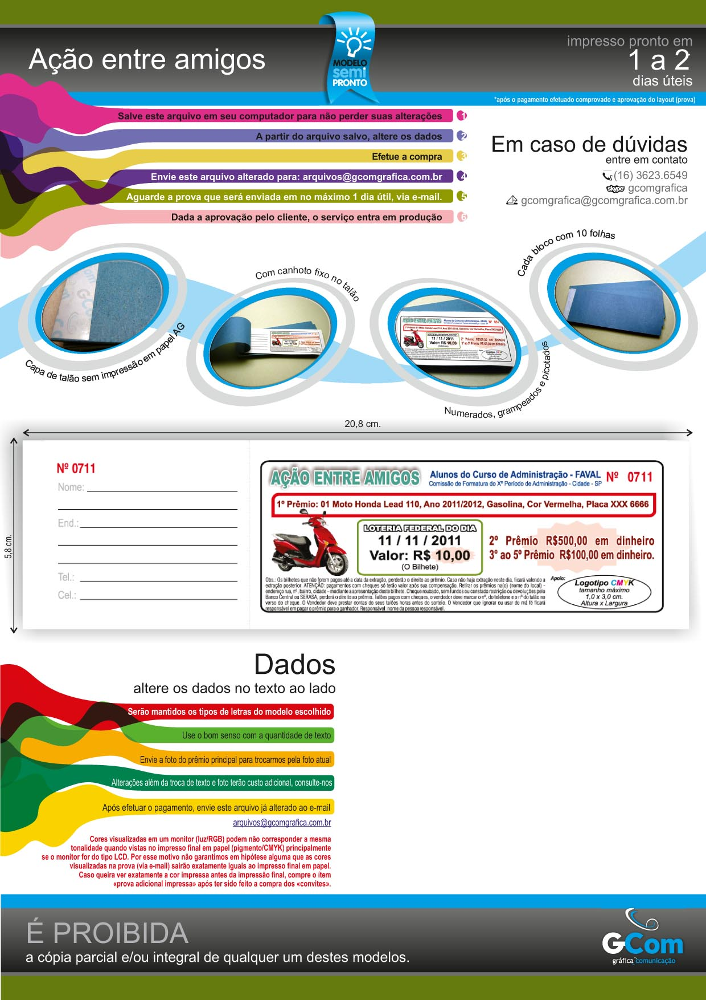 Ação entre amigos
MODELO
semi
PRONTO
impresso pronto em
1 a 2
dias úteis
*após o pagamento efetuado comprovado e aprovação do layout (prova)
Salve este arquivo em seu computador para não perder suas alterações 1
A partir do arquivo salvo, altere os dados 2
Efetue a compra 3
Envie este arquivo alterado para: arquivos@gcomgrafica.com.br 4
Aguarde a prova que será enviada em no máximo 1 dia útil, via e-mail. 5
Dada a aprovação pelo cliente, o serviço entra em produção 6
Em caso de dúvidas
entre em contato
(16) 3623.6549
skype gcomgrafica
gcomgrafica@gcomgrafica.com.br
Capa de talão sem impressão em papel AG
Com canhoto fixo no talão
Numerados, grampeados e picotados
Cada bloco com 10 folhas
20,8 cm.
5,8 cm.
Nº 0711
Nome:
End.:
Tel.:
Cel.:
AÇÃO ENTRE AMIGOS
Alunos do Curso de Administração - FAVAL
Comissão de Formatura do Xº Período de Administração - Cidade - SP
Nº 0711
1º Prêmio: 01 Moto Honda Lead 110, Ano 2011/2012, Gasolina, Cor Vermelha, Placa XXX 6666
LOTERIA FEDERAL DO DIA
11 / 11 / 2011
Valor: R$ 10,00
(O Bilhete)
2º Prêmio R$500,00 em dinheiro
3º ao 5º Prêmio R$100,00 em dinheiro.
Obs.: Os bilhetes que não forem pagos até a data da extração, perderão o direito ao prêmio. Caso não haja extração neste dia, ficará valendo a
extração posterior. ATENÇÃO: pagamentos com cheques só terão valor após sua compensação. Retirar os prêmios na(o) (nome do local) -
endereço rua, nº, bairro, cidade - mediante a apresentação deste bilhete. Cheque roubado, sem fundos ou constado restrição ou devoluções pelo
Banco Central ou SERASA, perderá o direito ao prêmio. Talões pagos com cheques, o vendedor deve marcar o nº. do telefone e o nº do talão no
verso do cheque. O Vendedor deve prestar contas do seus talões horas antes do sorteio. O Vendedor que ignorar ou usar de má fé ficará
responsável em pagar o prêmio para o ganhador. Responsável: nome da pessoa responsável.
Apoio:
Logotipo CMYK
tamanho máximo
1,0 x 3,0 cm.
Altura x Largura
Dados
altere os dados no texto ao lado
Serão mantidos os tipos de letras do modelo escolhido
Use o bom senso com a quantidade de texto
Envie a foto do prêmio principal para trocarmos pela foto atual
Alterações além da troca de texto e foto terão custo adicional, consulte-nos
Após efetuar o pagamento, envie este arquivo já alterado ao e-mail
arquivos@gcomgrafica.com.br
Cores visualizadas em um monitor (luz/RGB) podem não corresponder a mesma
tonalidade quando vistas no impresso final em papel (pigmento/CMYK) principalmente
se o monitor for do tipo LCD. Por esse motivo não garantimos em hipótese alguma que as cores
visualizadas na prova (via e-mail) sairão exatamente iguais ao impresso final em papel.
Caso queira ver exatamente a cor impressa antes da impressão final, compre o ítem
«prova adicional impressa» após ter sido feito a compra dos «convites».
É PROIBIDA
a cópia parcial e/ou integral de qualquer um destes modelos.
GCom
gráfica comunicação